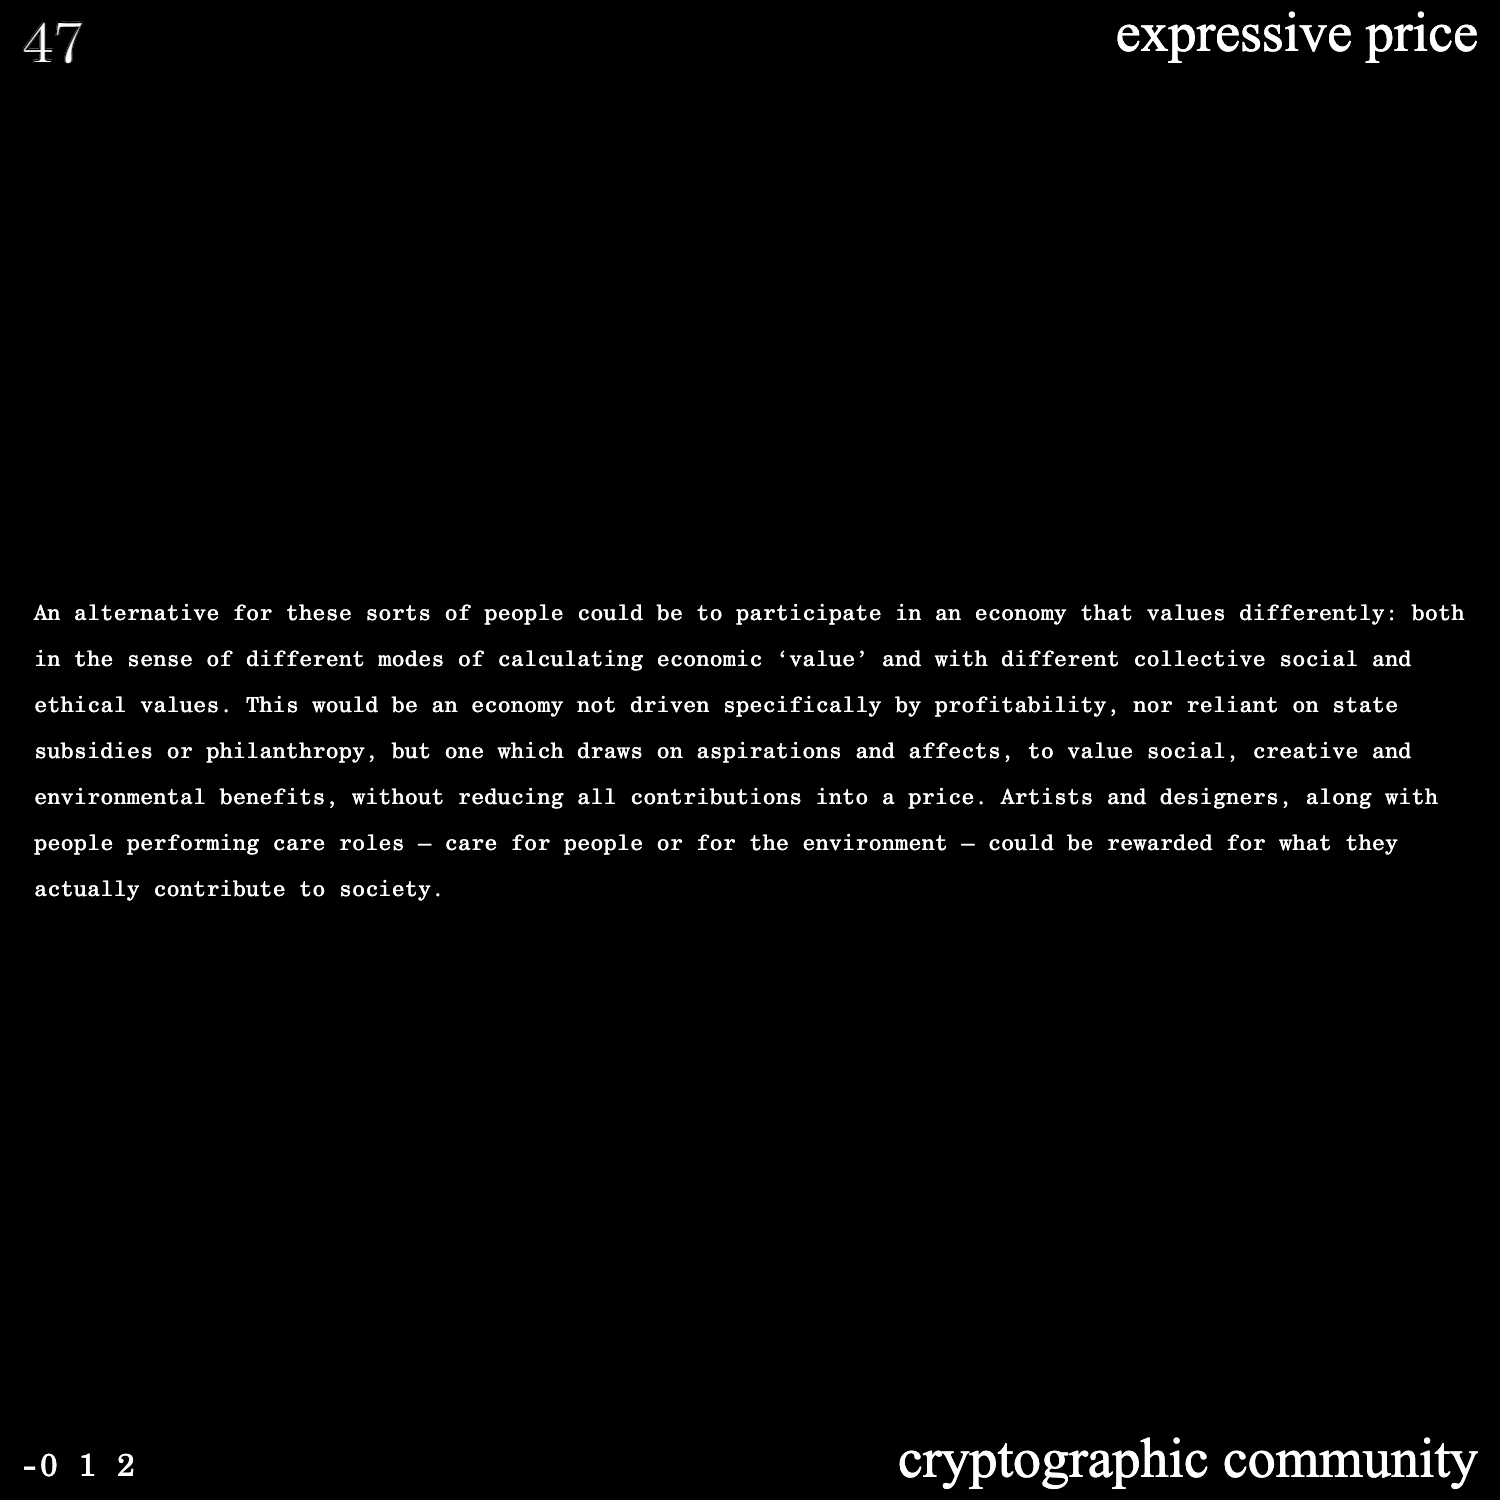 47
expressive price
An alternative for these sorts of people could be to participate in an economy that values differently: both
in the sense of different modes of calculating economic ‘value’ and with different collective social and
ethical values. This would be an economy not driven specifically by profitability, nor reliant on state
subsidies or philanthropy, but one which draws on aspirations and affects, to value social, creative and
environmental benefits, without reducing all contributions into a price. Artists and designers, along with
people performing care roles – care for people or for the environment – could be rewarded for what they
actually contribute to society.
-0 1 2
cryptographic community